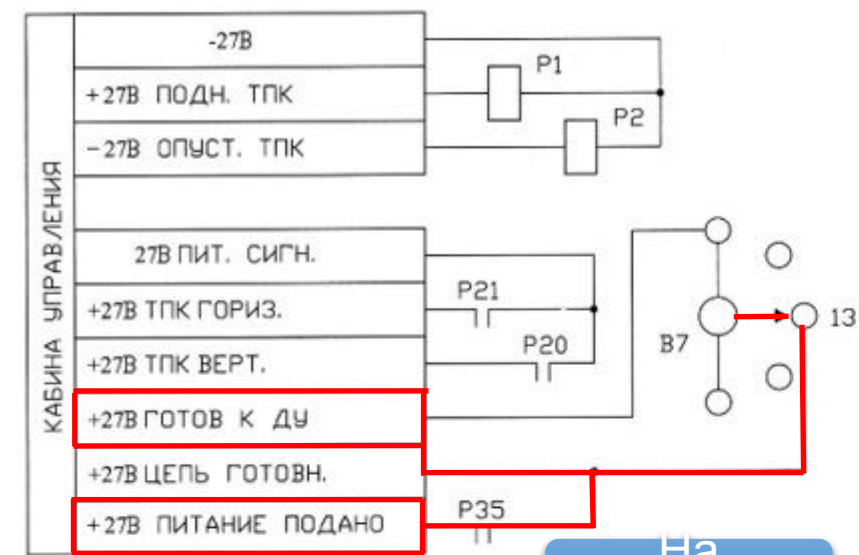 КАБИНА УПРАВЛЕНИЯ
-27В
+27В ПОДН. ТПК
-27В ОПУСТ. ТПК
Р1
Р2
27В ПИТ. СИГН.
+27В ТПК ГОРИЗ.
+27В ТПК ВЕРТ.
+27В ГОТОВ К ДУ
+27В ЦЕПЬ ГОТОВН.
+27В ПИТАНИЕ ПОДАНО
Р21
Р20
Р35
В7
13
На